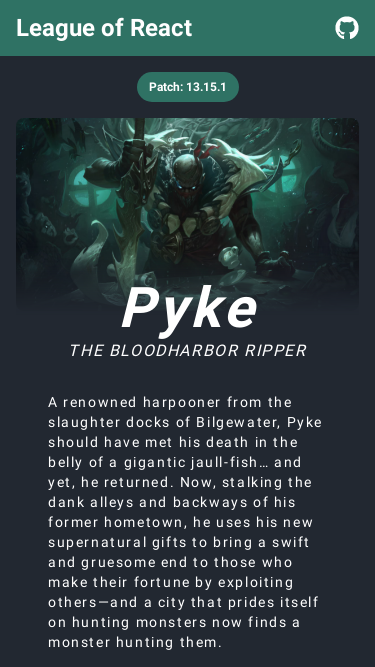 League of React
Patch: 13.15.1
Pyke
THE BLOODHARBOR RIPPER
A renowned harpooner from the
slaughter docks of Bilgewater, Pyke
should have met his death in the
belly of a gigantic jaull-fish… and
yet, he returned. Now, stalking the
dank alleys and backways of his
former hometown, he uses his new
supernatural gifts to bring a swift
and gruesome end to those who
make their fortune by exploiting
others—and a city that prides itself
on hunting monsters now finds a
monster hunting them.